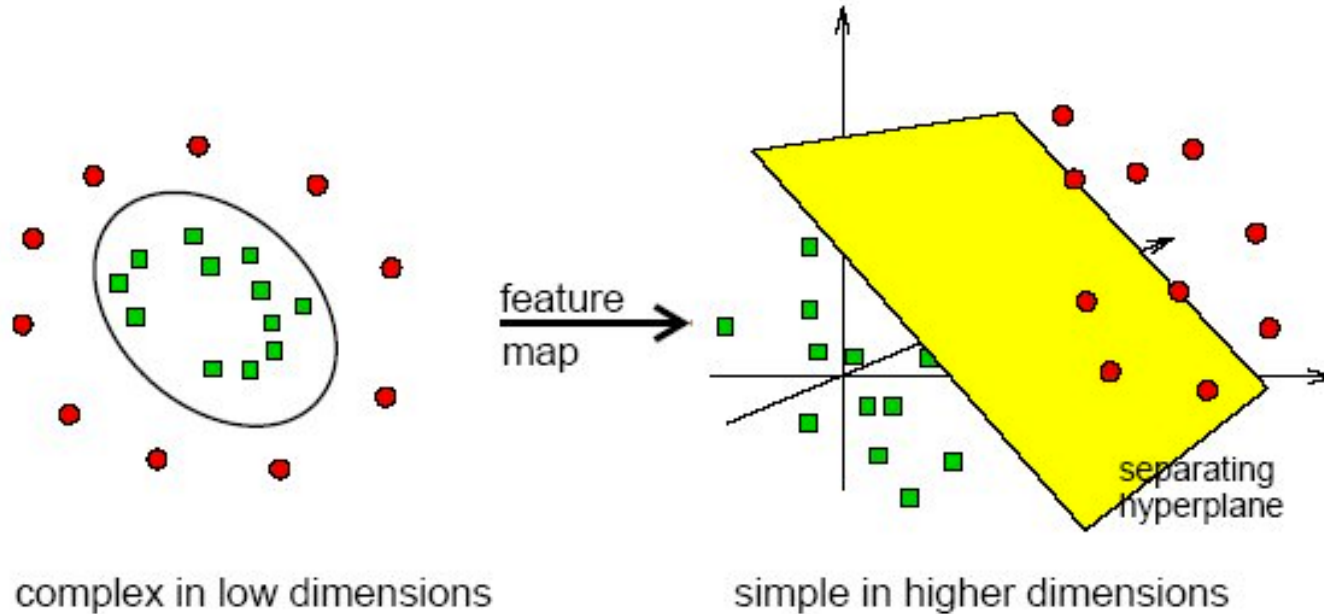 feature
map
separating
hyperplane
complex in low dimensions
simple in higher dimensions